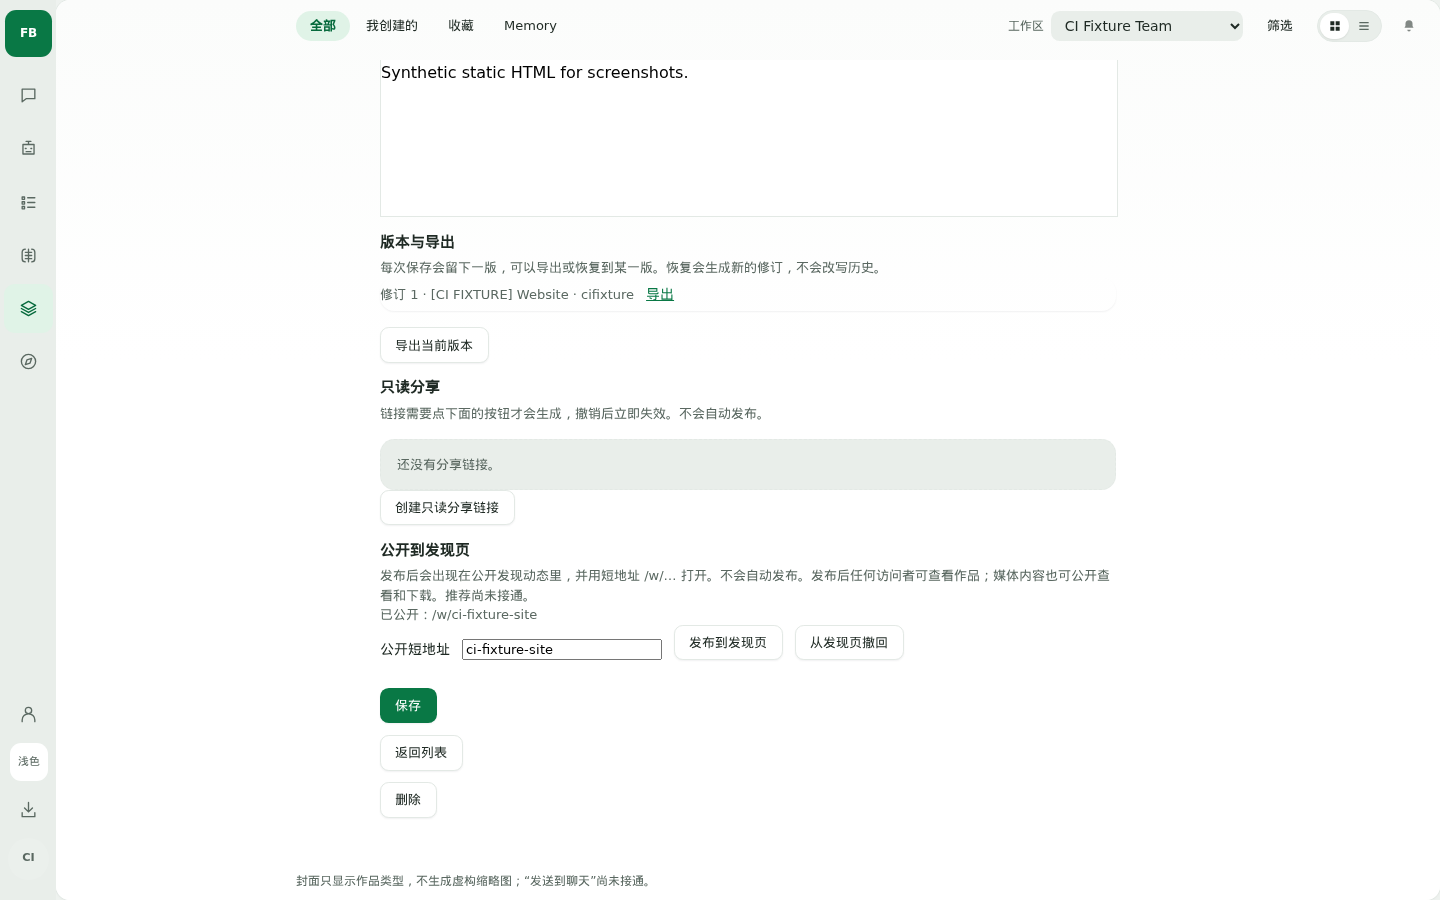 FB
全部
我创建的
收藏
Memory
工作区
CI Fixture Team
筛选
Synthetic static HTML for screenshots.
版本与导出
每次保存会留下一版，可以导出或恢复到某一版。恢复会生成新的修订，不会改写历史。
修订 1 · [CI FIXTURE] Website · cifixture 导出
导出当前版本
只读分享
链接需要点下面的按钮才会生成，撤销后立即失效。不会自动发布。
还没有分享链接。
创建只读分享链接
公开到发现页
发布后会出现在公开发现动态里，并用短地址 /w/… 打开。不会自动发布。发布后任何访问者可查看作品；媒体内容也可公开查
看和下载。推荐尚未接通。
已公开：/w/ci-fixture-site
公开短地址
ci-fixture-site
发布到发现页
从发现页撤回
保存
返回列表
删除
浅色
CI
封面只显示作品类型，不生成虚构缩略图；“发送到聊天”尚未接通。